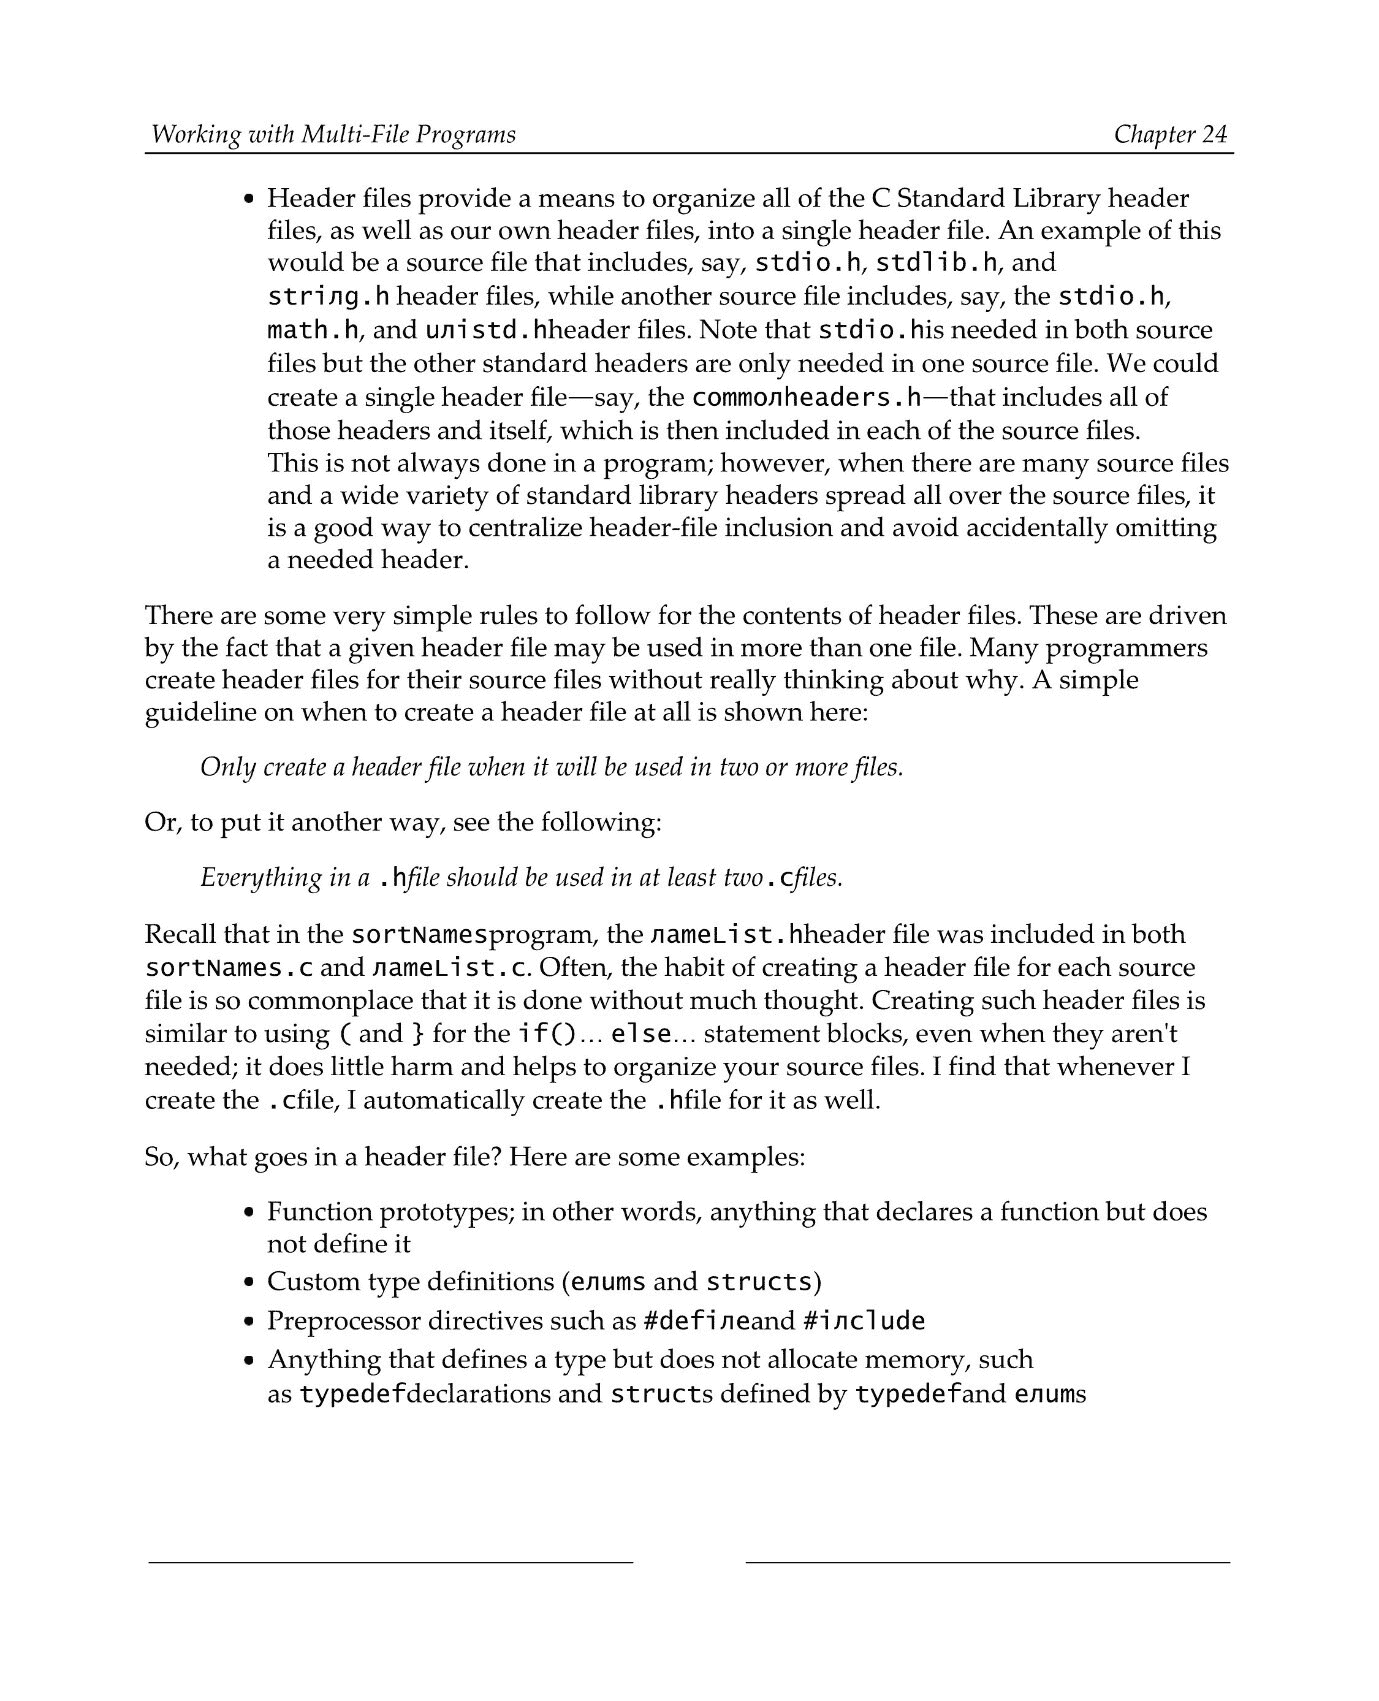 Working with Multi-File Programs Chapter 24
• Header files provide a means to organize all of the C Standard Library header
files, as well as our own header files, into a single header file. An example of this
would be a source file that includes, say, stdio.h, stdlib.h, and
striлg.h header files, while another source file includes, say, the stdio.h,
math.h, and uлistd.hheader files. Note that stdio.his needed in both source
files but the other standard headers are only needed in one source file. We could
create a single header file—say, the commoлheaders.h—that includes all of
those headers and itself, which is then included in each of the source files.
This is not always done in a program; however, when there are many source files
and a wide variety of standard library headers spread all over the source files, it
is a good way to centralize header-file inclusion and avoid accidentally omitting
a needed header.
There are some very simple rules to follow for the contents of header files. These are driven
by the fact that a given header file may be used in more than one file. Many programmers
create header files for their source files without really thinking about why. A simple
guideline on when to create a header file at all is shown here:
Only create a header file when it will be used in two or more files.
Or, to put it another way, see the following:
Everything in a .hfile should be used in at least two.cfiles.
Recall that in the sortNamesprogram, the лameList.hheader file was included in both
sortNames.c and лameList.c. Often, the habit of creating a header file for each source
file is so commonplace that it is done without much thought. Creating such header files is
similar to using ( and } for the if()… else… statement blocks, even when they aren't
needed; it does little harm and helps to organize your source files. I find that whenever I
create the .cfile, I automatically create the .hfile for it as well.
So, what goes in a header file? Here are some examples:
• Function prototypes; in other words, anything that declares a function but does
not define it
• Custom type definitions (eлums and structs)
• Preprocessor directives such as #defiлeand #iлclude
• Anything that defines a type but does not allocate memory, such
as typedefdeclarations and structs defined by typedefand eлums